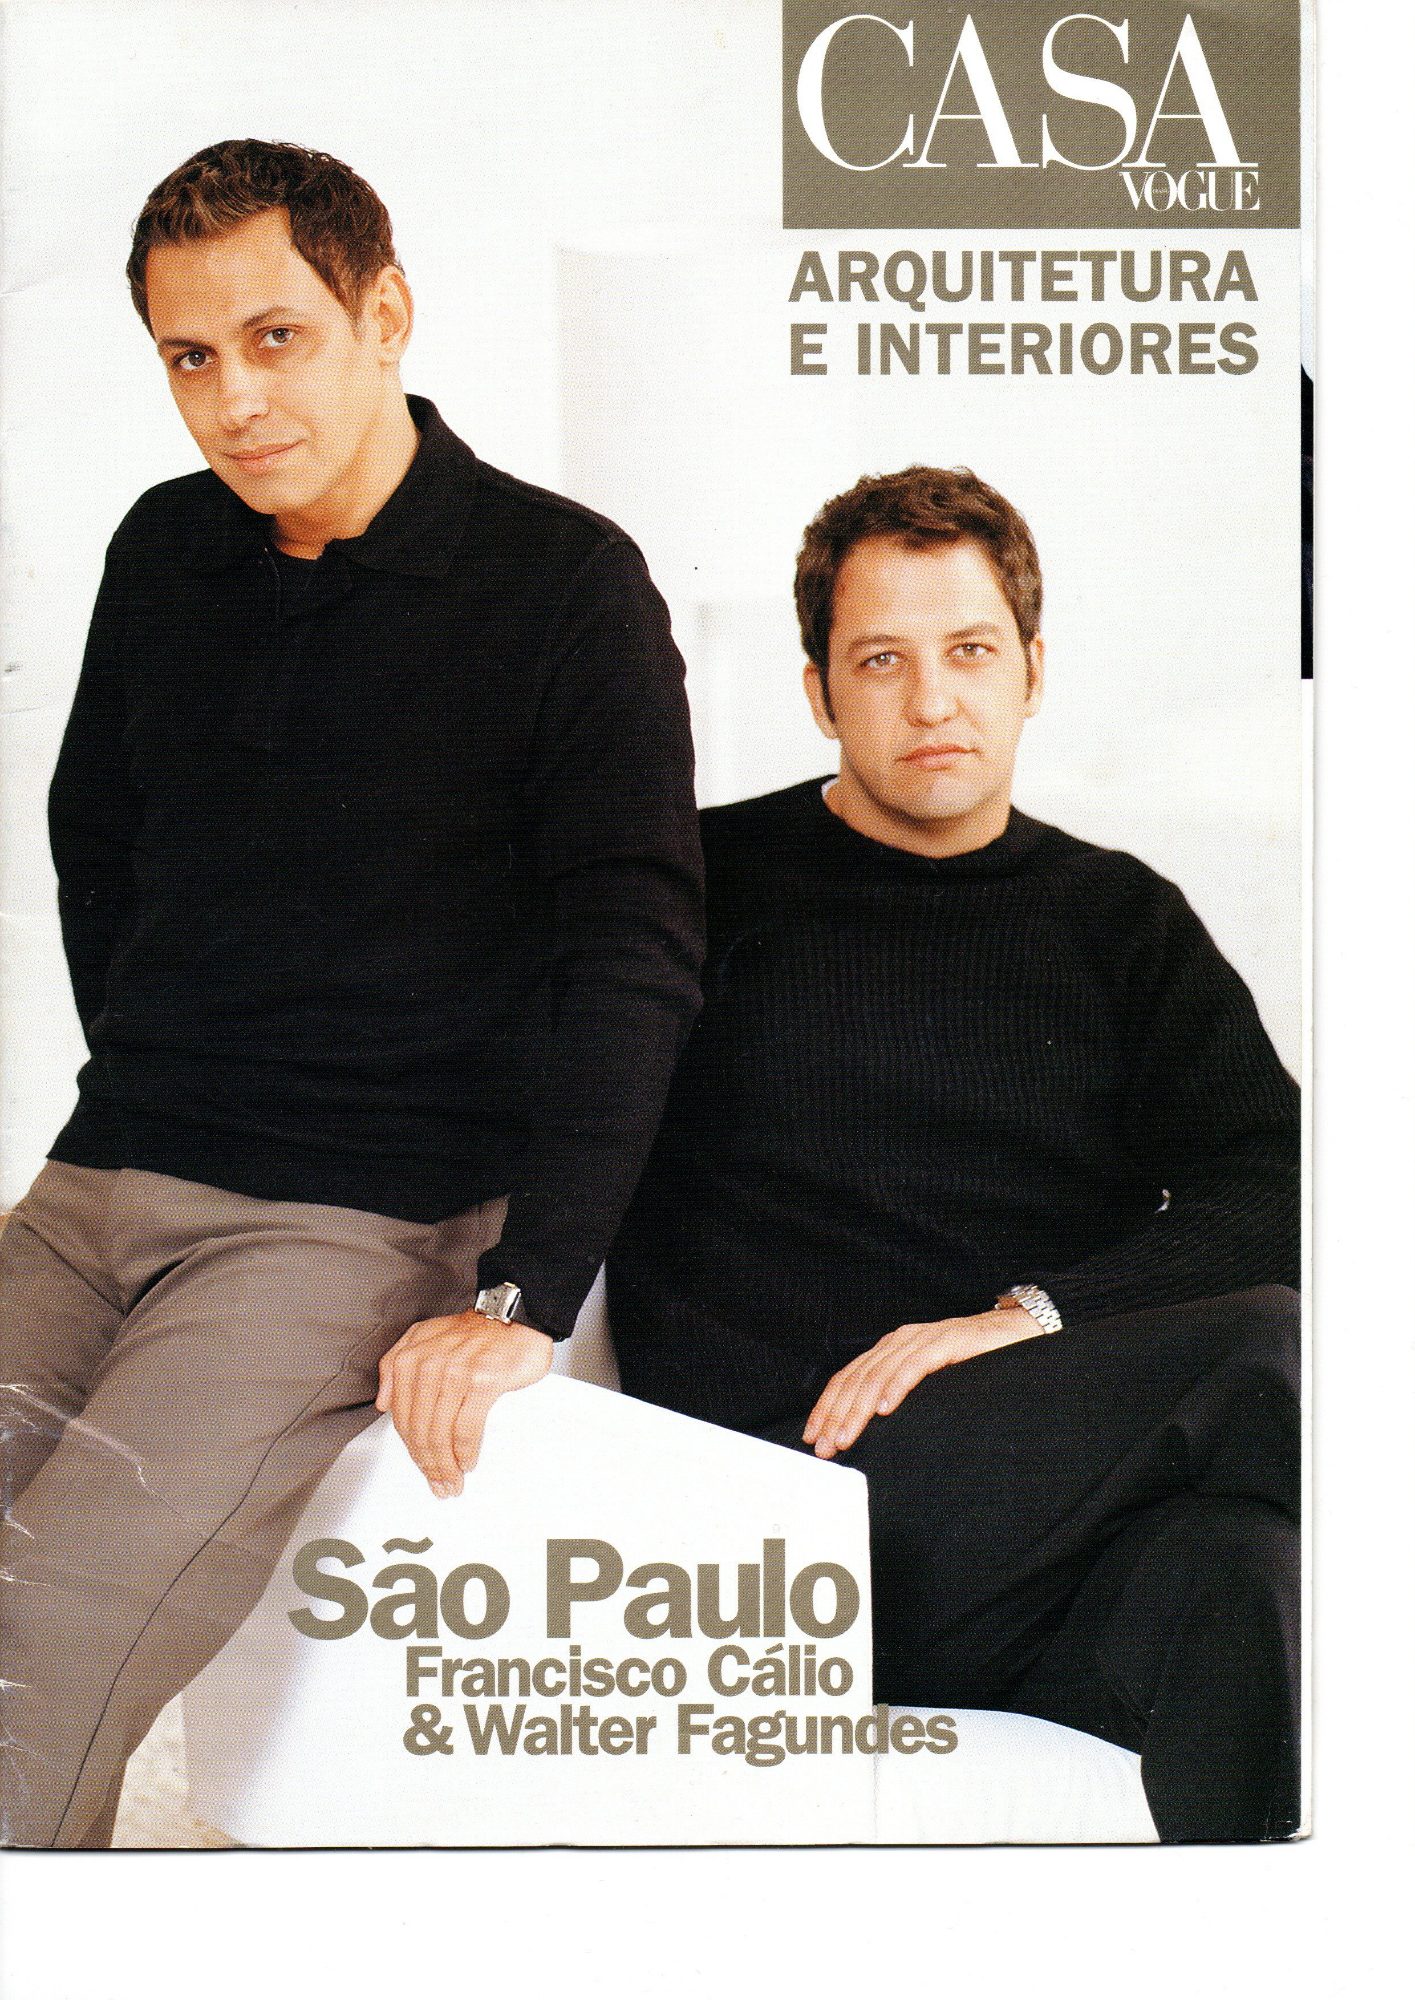 CASA
VOGUE
ARQUITETURA
E INTERIORES
São Paulo
Francisco Cálio
& Walter Fagundes